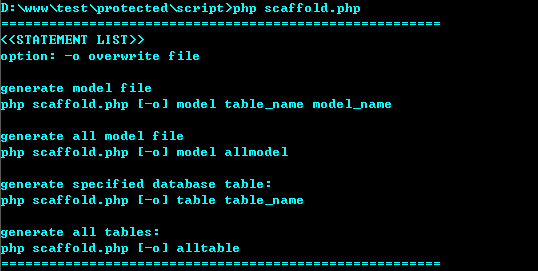 D:\www\test\protected\script>php scaffold.php
=======================================================
<<STATEMENT LIST>>
option: -o overwrite file
generate model file
php scaffold.php [-o] model table_name model_name
generate all model file
php scaffold.php [-o] model allmodel
generate specified database table:
php scaffold.php [-o] table table_name
generate all tables:
php scaffold.php [-o] alltable
=======================================================